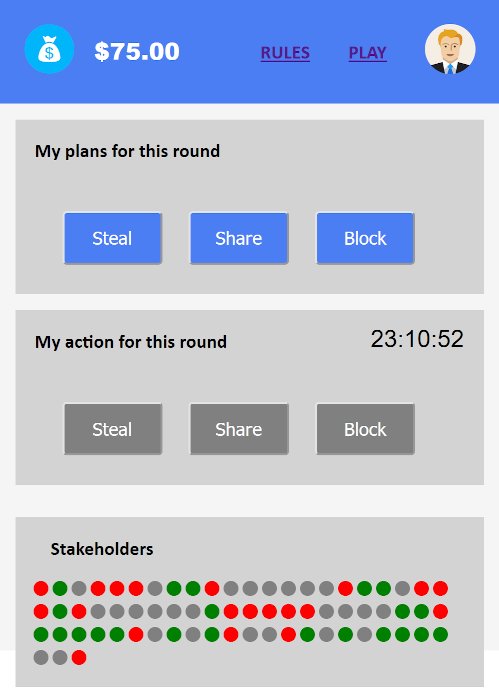 $75.00 RULES PLAY
My plans for this round
Steal Share Block
My action for this round 23:10:52
Steal Share Block
Stakeholders